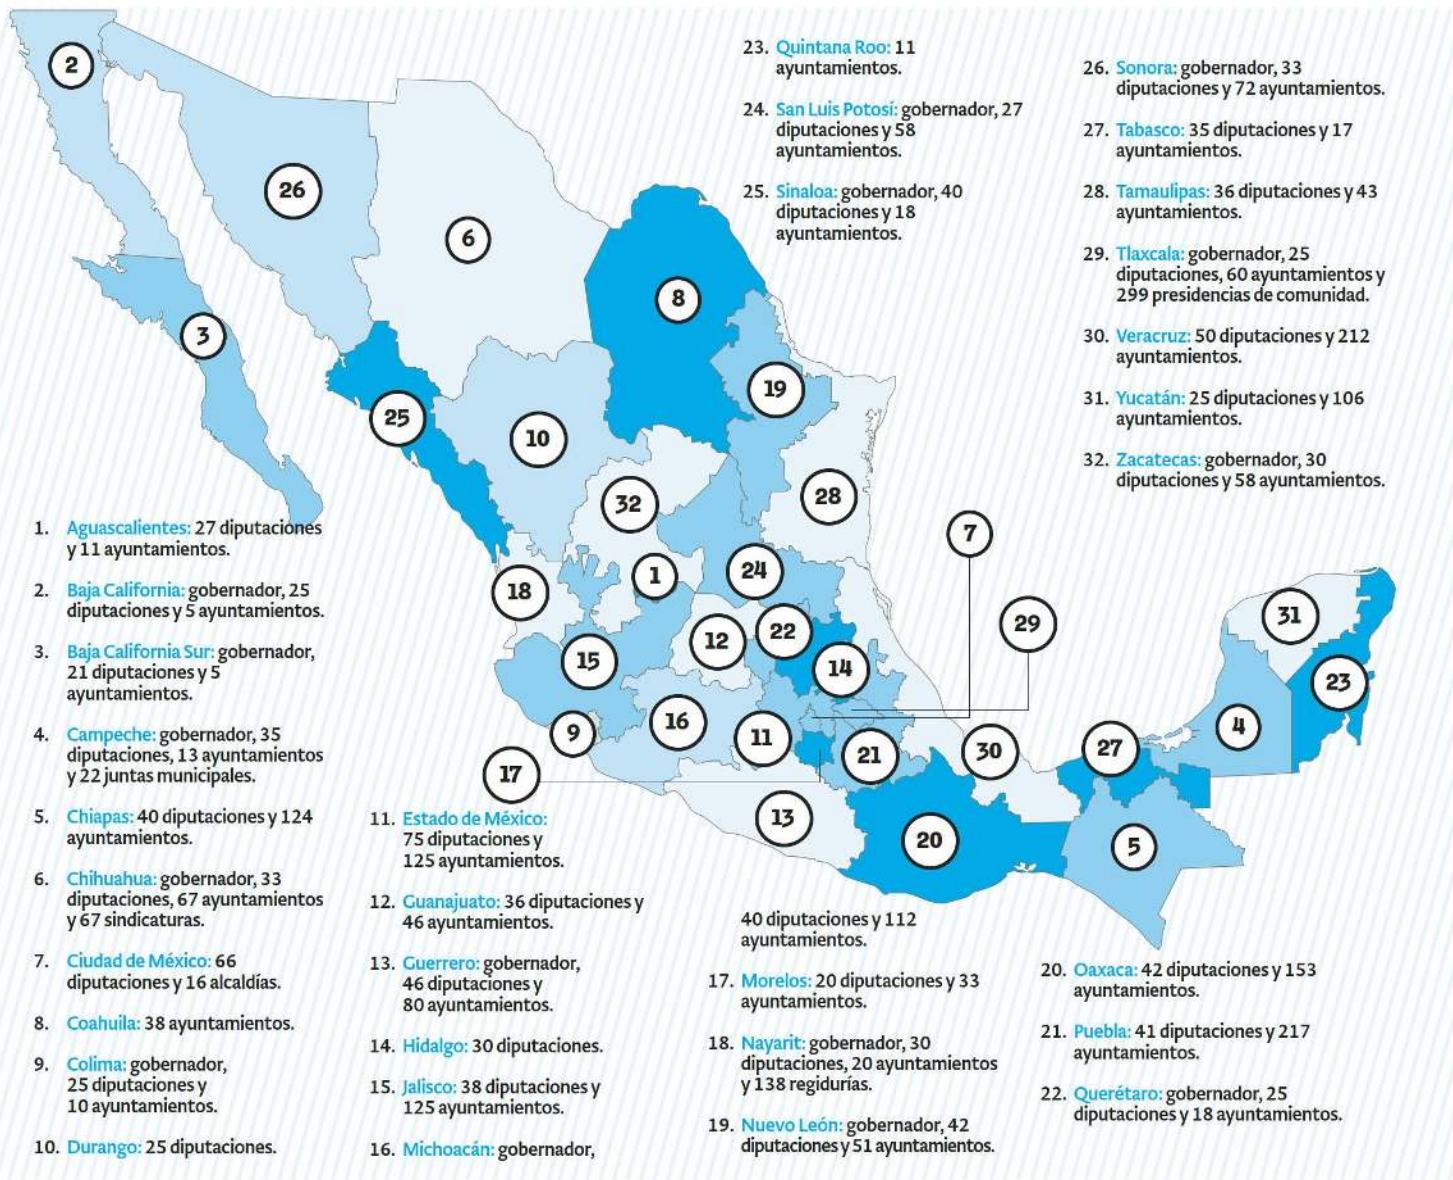 2
26
6
8
3
19
25
10
32
28
7
1
24
18
31
29
12
22
15
14
23
4
16
9
11
27
30
21
17
13
20
5
1. Aguascalientes: 27 diputaciones
y 11 ayuntamientos.
2. Baja California: gobernador, 25
diputaciones y 5 ayuntamientos.
3. Baja California Sur: gobernador,
21 diputaciones y 5
ayuntamientos.
4. Campeche: gobernador, 35
diputaciones, 13 ayuntamientos
y 22 juntas municipales.
5. Chiapas: 40 diputaciones y 124
ayuntamientos.
6. Chihuahua: gobernador, 33
diputaciones, 67 ayuntamientos
y 67 sindicaturas.
7. Ciudad de México: 66
diputaciones y 16 alcaldías.
8. Coahuila: 38 ayuntamientos.
9. Colima: gobernador,
25 diputaciones y
10 ayuntamientos.
10. Durango: 25 diputaciones.
11. Estado de México:
75 diputaciones y
125 ayuntamientos.
12. Guanajuato: 36 diputaciones y
46 ayuntamientos.
13. Guerrero: gobernador,
46 diputaciones y
80 ayuntamientos.
14. Hidalgo: 30 diputaciones.
15. Jalisco: 38 diputaciones y
125 ayuntamientos.
16. Michoacán: gobernador,
40 diputaciones y 112
ayuntamientos.
17. Morelos: 20 diputaciones y 33
ayuntamientos.
18. Nayarit: gobernador, 30
diputaciones, 20 ayuntamientos
y 138 regidurías.
19. Nuevo León: gobernador, 42
diputaciones y 51 ayuntamientos.
20. Oaxaca: 42 diputaciones y 153
ayuntamientos.
21. Puebla: 41 diputaciones y 217
ayuntamientos.
22. Querétaro: gobernador, 25
diputaciones y 18 ayuntamientos.
23. Quintana Roo: 11
ayuntamientos.
24. San Luis Potosí: gobernador, 27
diputaciones y 58
ayuntamientos.
25. Sinaloa: gobernador, 40
diputaciones y 18
ayuntamientos.
26. Sonora: gobernador, 33
diputaciones y 72 ayuntamientos.
27. Tabasco: 35 diputaciones y 17
ayuntamientos.
28. Tamaulipas: 36 diputaciones y 43
ayuntamientos.
29. Tlaxcala: gobernador, 25
diputaciones, 60 ayuntamientos y
299 presidencias de comunidad.
30. Veracruz: 50 diputaciones y 212
ayuntamientos.
31. Yucatán: 25 diputaciones y 106
ayuntamientos.
32. Zacatecas: gobernador, 30
diputaciones y 58 ayuntamientos.